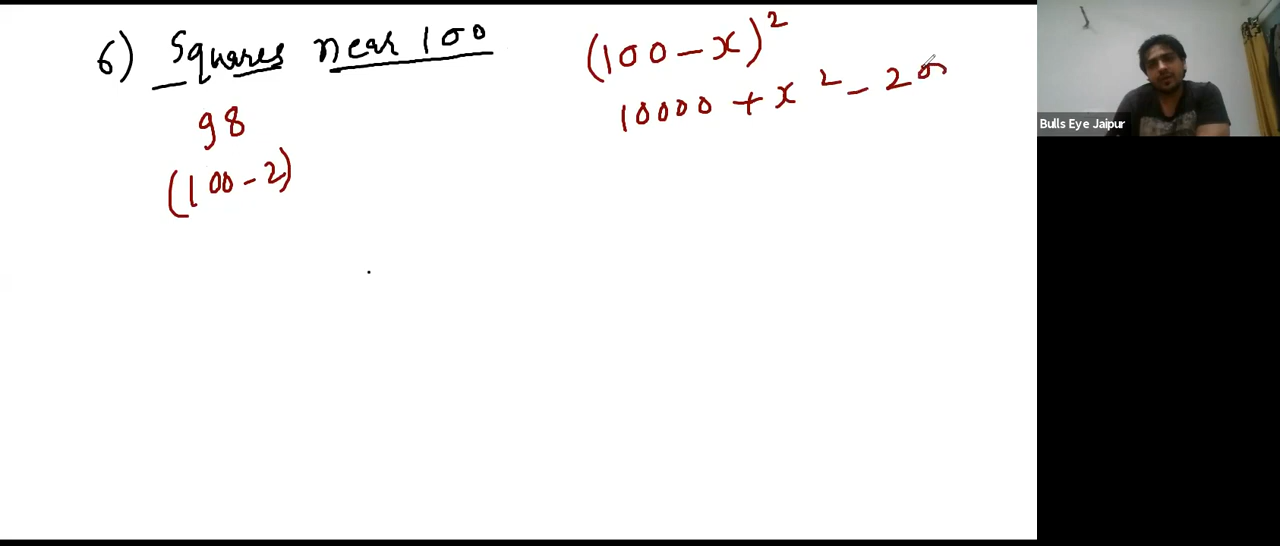 6) Squares near 100
(100 - x)²
10000 + x² - 20
98
(100 - 2)
Bulls Eye Jaipur